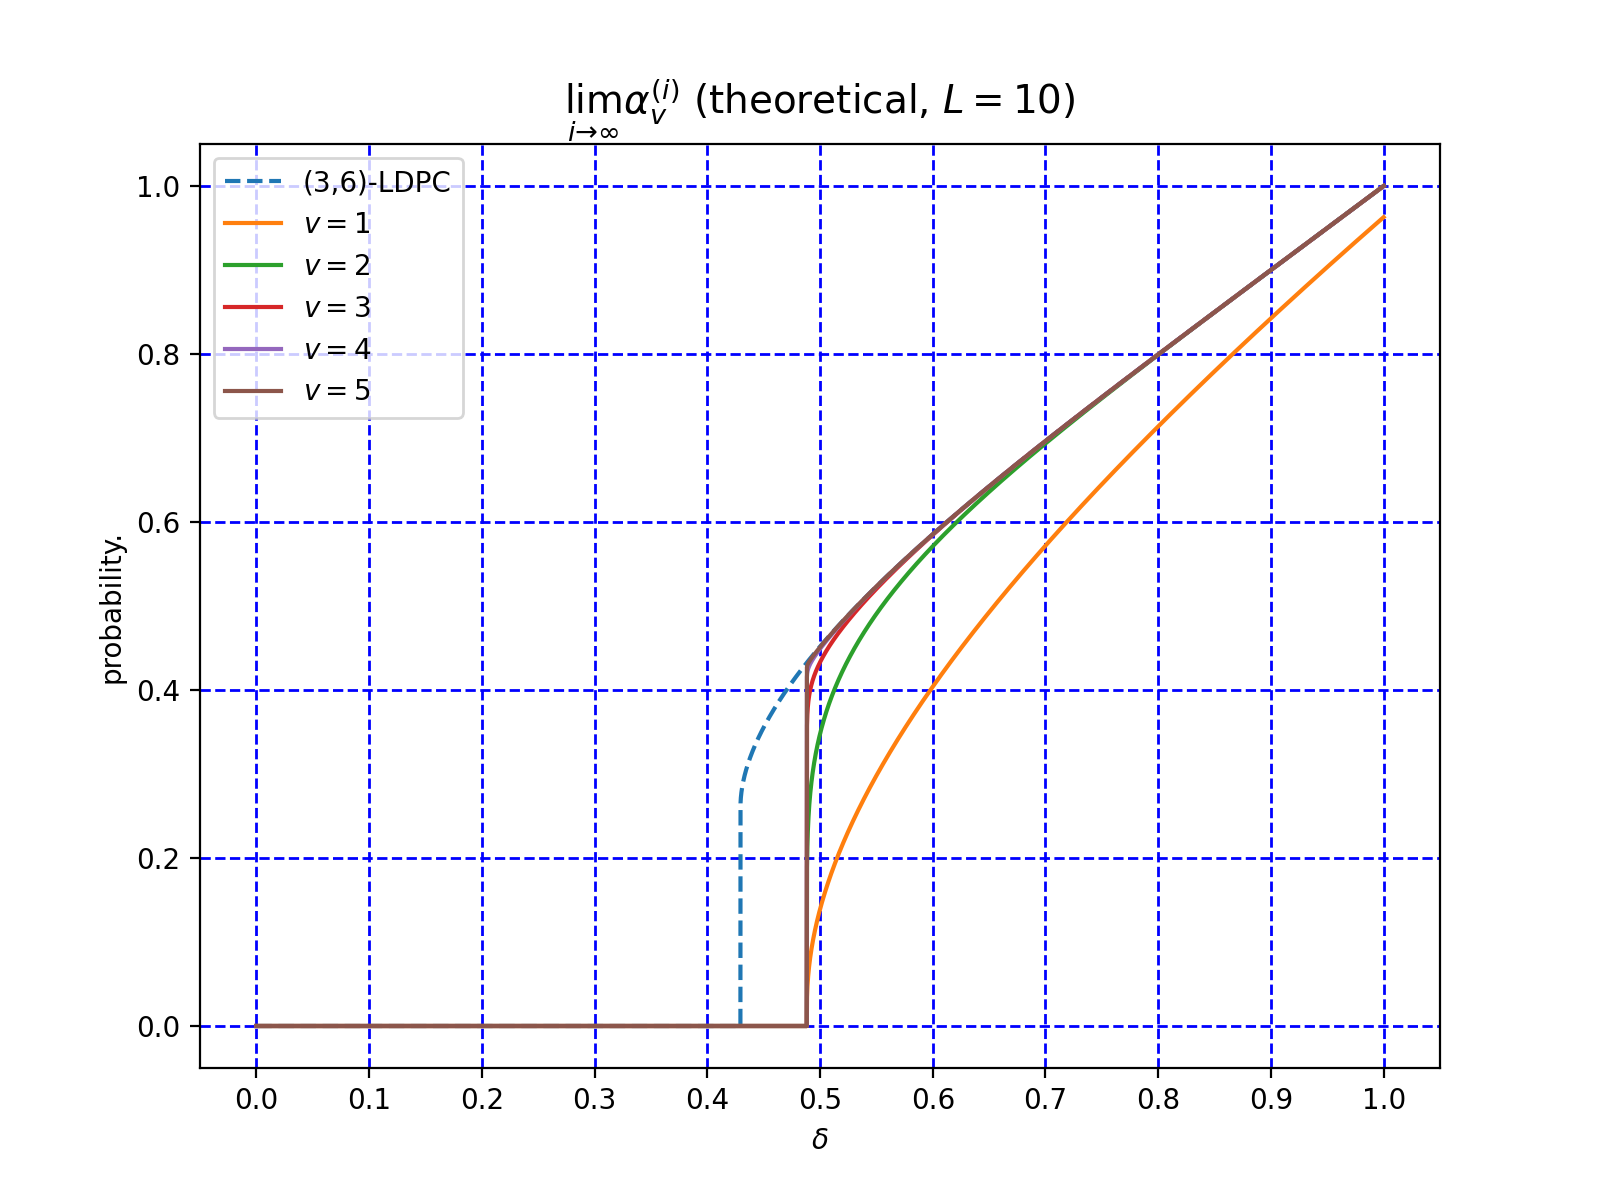 lim α_v^(i) (theoretical, L = 10)
i→∞
(3,6)-LDPC
v = 1
v = 2
v = 3
v = 4
v = 5
1.0
0.8
0.6
0.4
0.2
0.0
probability.
0.0 0.1 0.2 0.3 0.4 0.5 0.6 0.7 0.8 0.9 1.0
δ